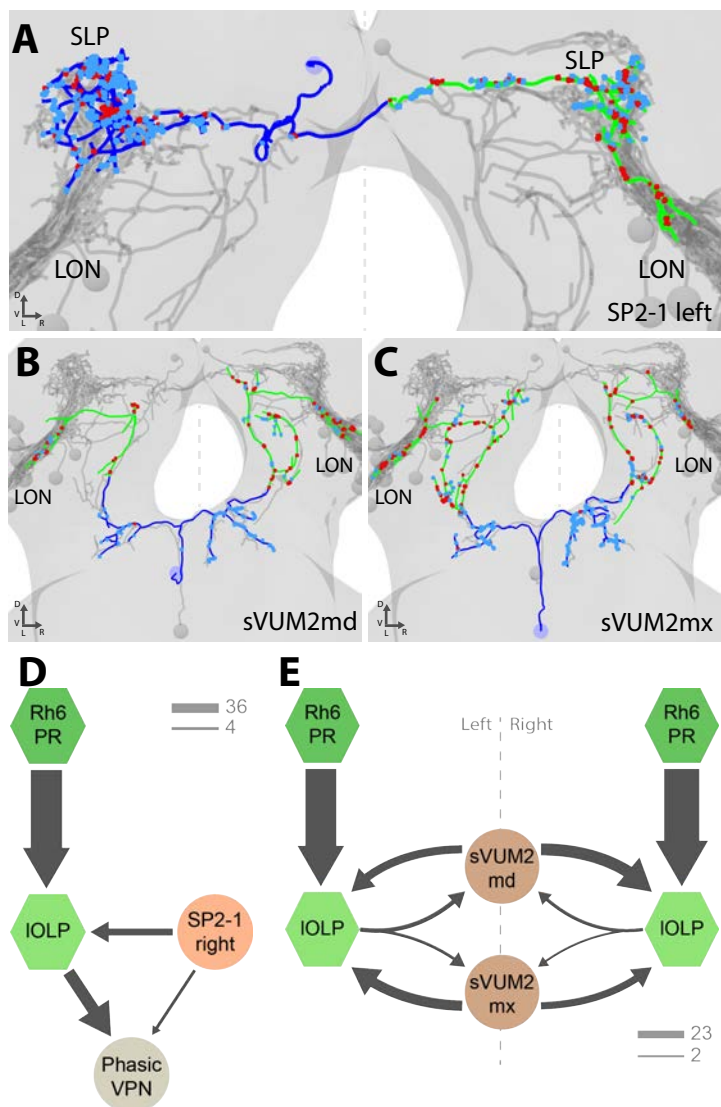 A
SLP
SLP
LON
LON
D
V
L R
SP2-1 left
B
C
LON
LON
LON
LON
D
V
L R
sVUM2md
D
V
L R
sVUM2mx
D
E
Rh6
PR
36
4
Rh6
PR
Left Right
Rh6
PR
sVUM2
md
lOLP
SP2-1
right
lOLP
lOLP
sVUM2
mx
Phasic
VPN
23
2